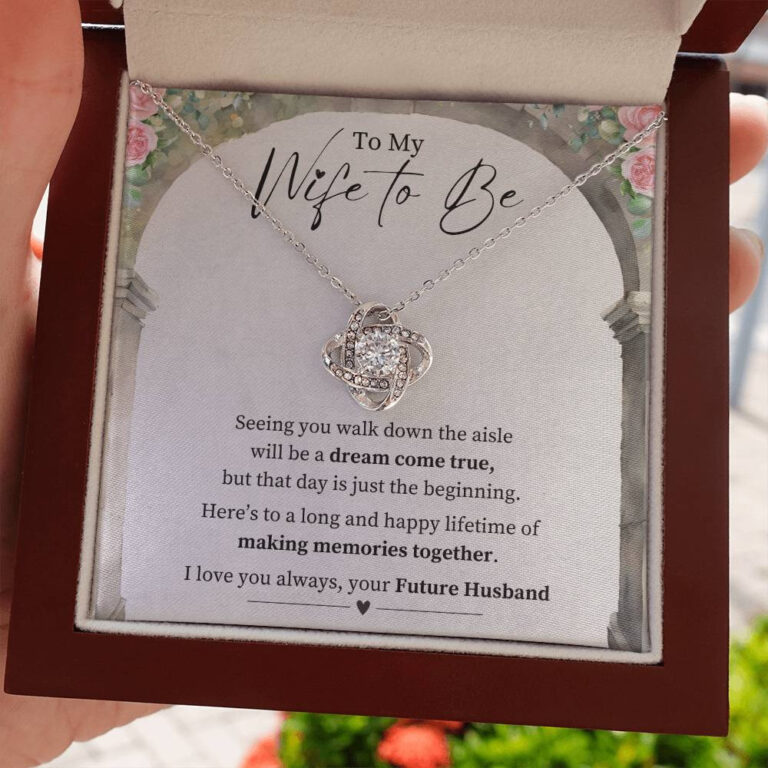 To My
Wife to Be
Seeing you walk down the aisle
will be a dream come true,
but that day is just the beginning.
Here’s to a long and happy lifetime of
making memories together.
I love you always, your Future Husband